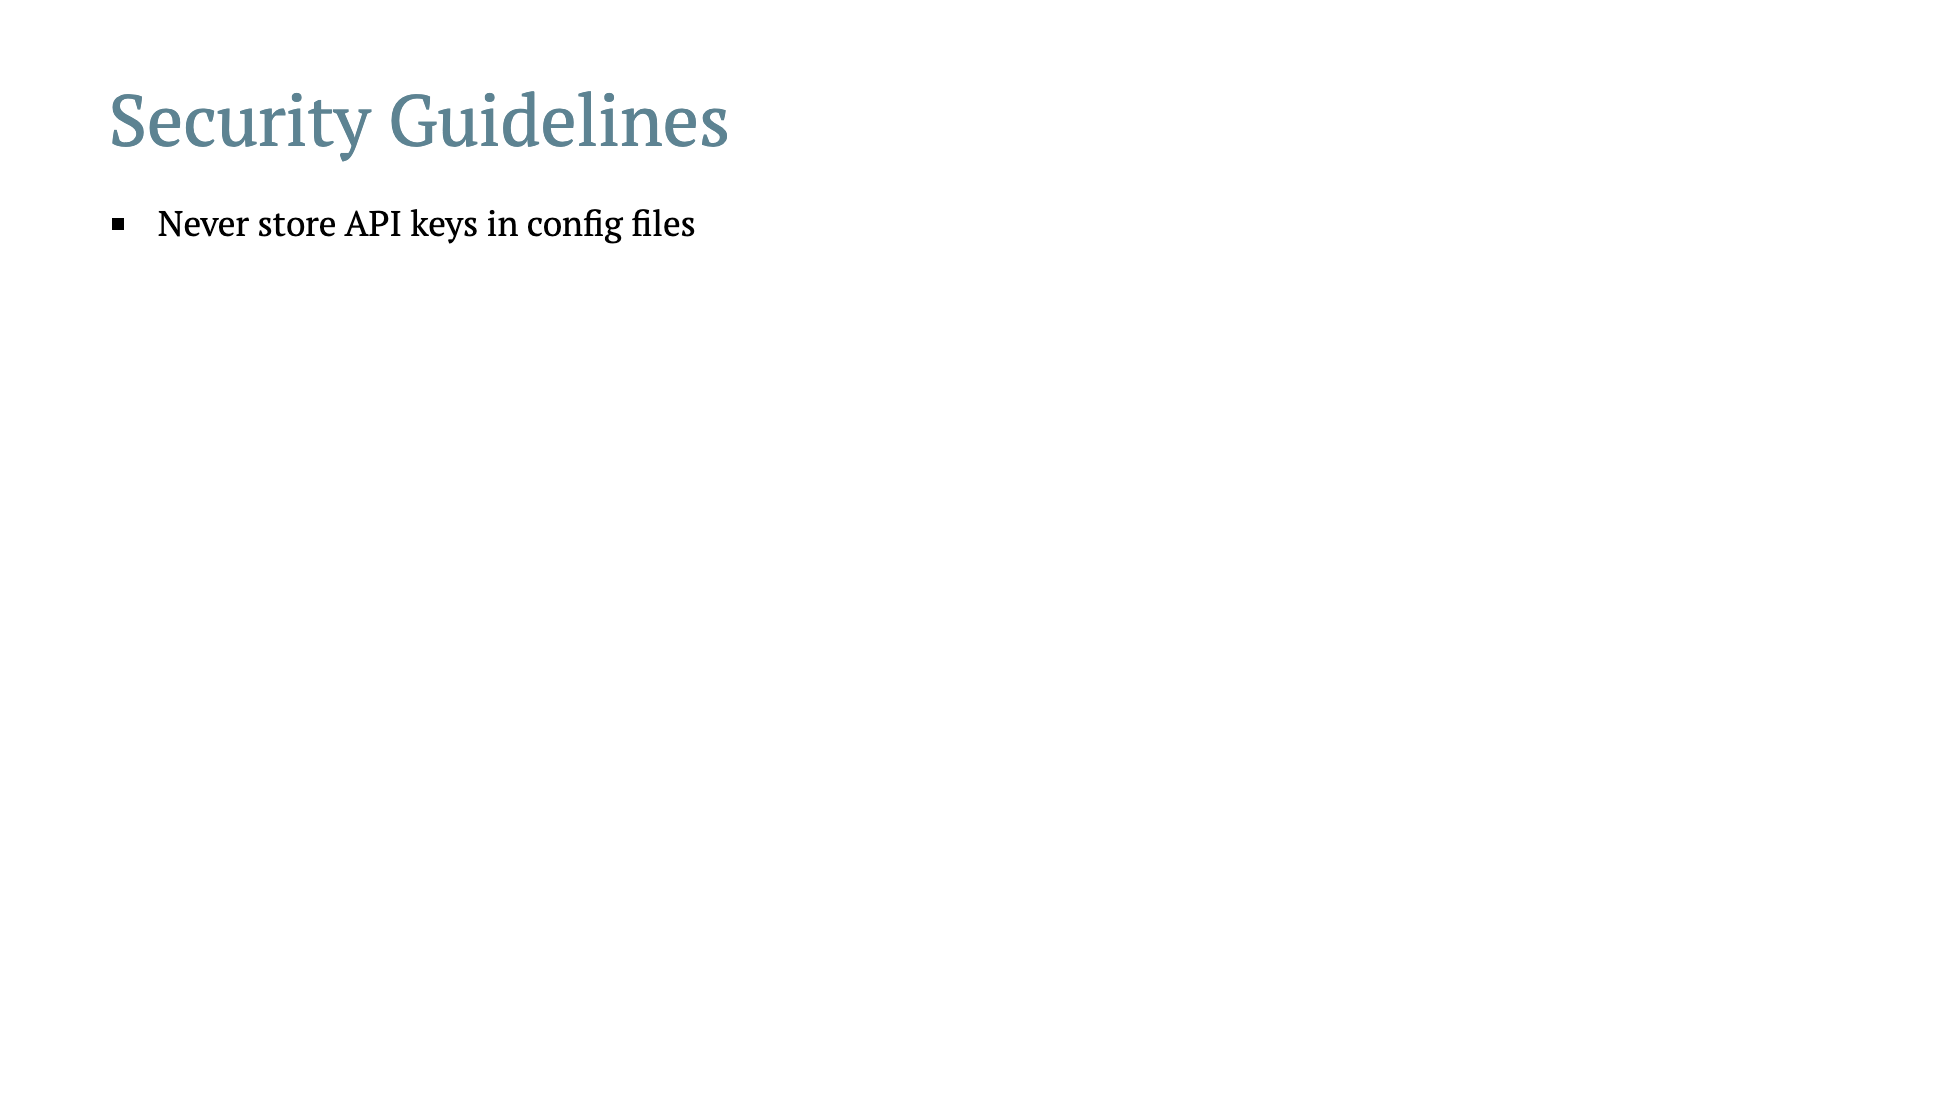 Security Guidelines
▪ Never store API keys in config files